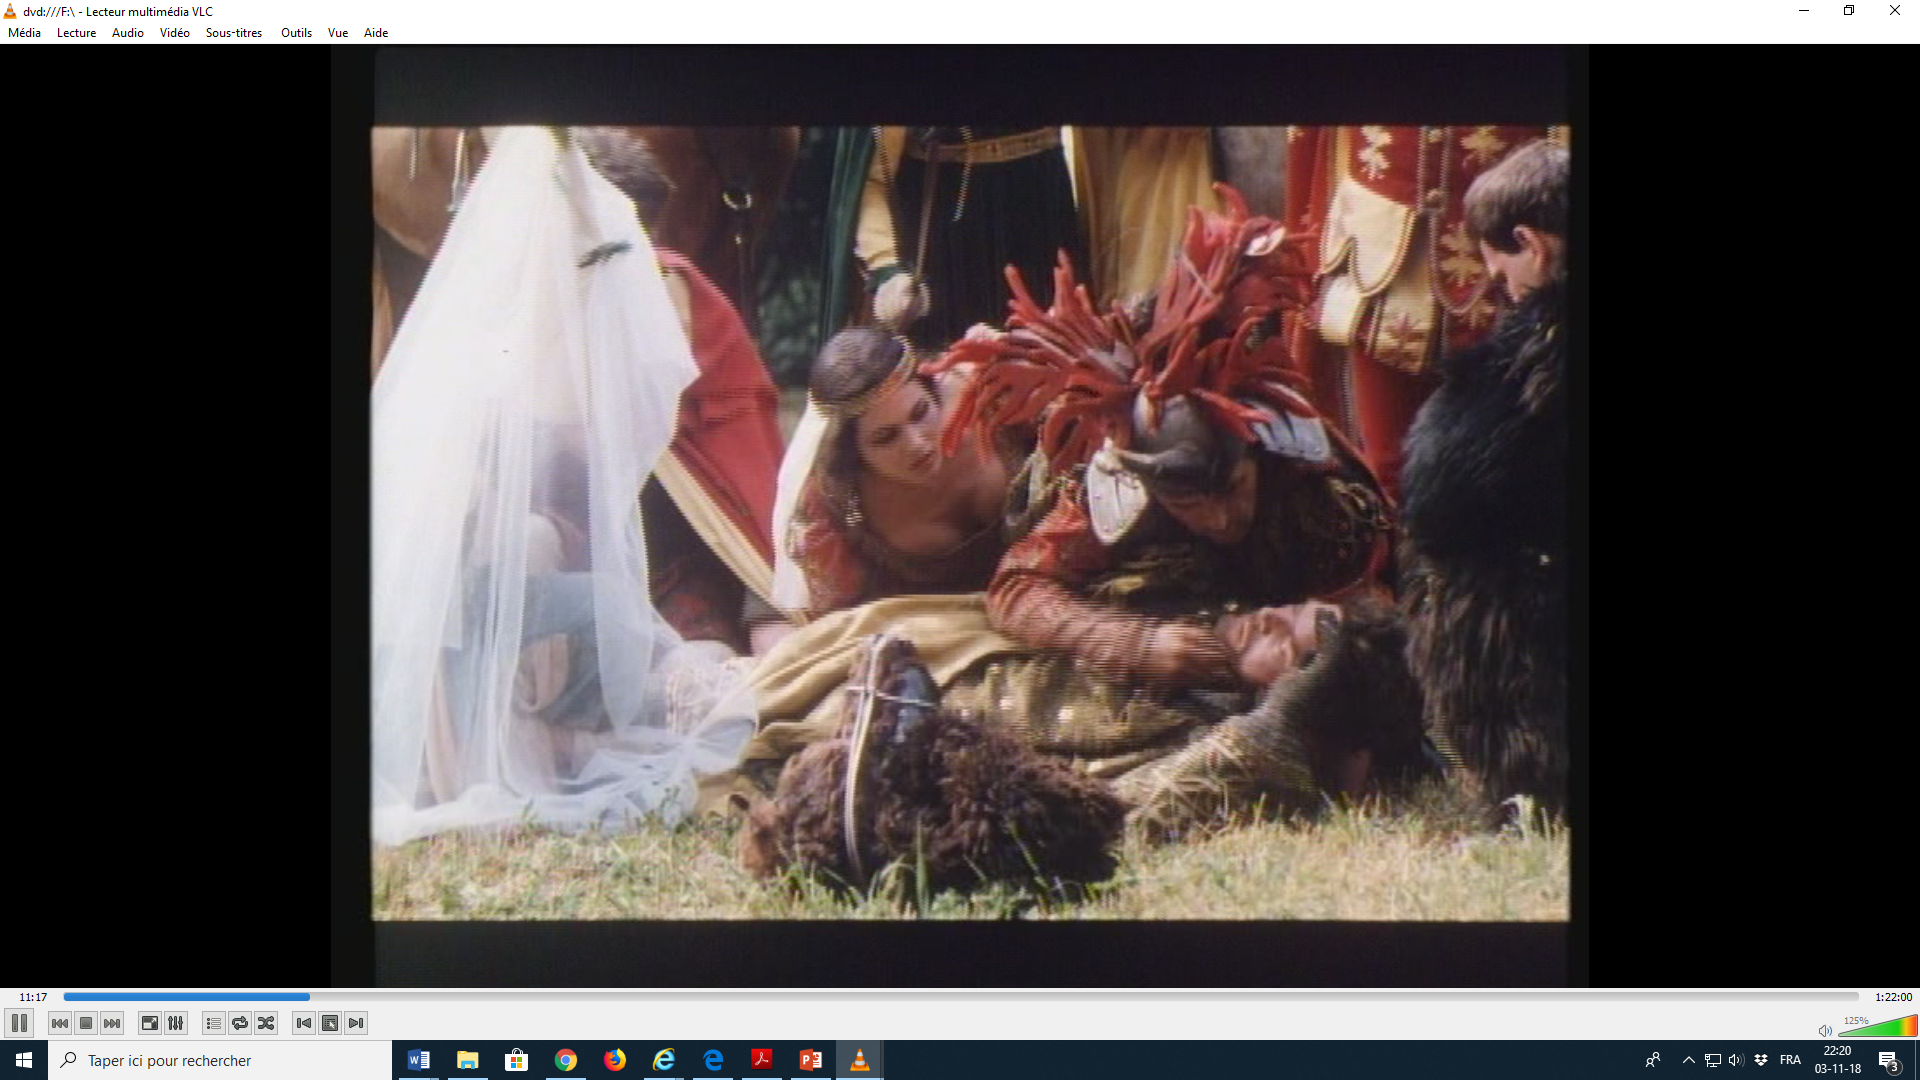 dvd:///F:\ - Lecteur multimédia VLC
Média Lecture Audio Vidéo Sous-titres Outils Vue Aide
11:17
1:22:00
125%
Taper ici pour rechercher
FRA
22:20
03-11-18
3